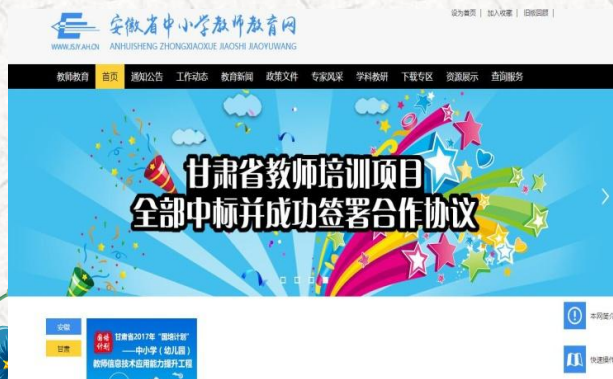 设为首页 | 加入收藏 | 旧版回顾 |
安徽省中小学教师教育网
WWW.JSJY.AH.CN ANHUISHENG ZHONGXIAOXUE JIAOSHI JIAOYUWANG
教师教育 首页 通知公告 工作动态 教育新闻 政策文件 专家风采 学科教研 下载专区 资源展示 查询服务
甘肃省教师培训项目
全部中标并成功签署合作协议
安徽
甘肃
国培计划
甘肃省2017年“国培计划”
——中小学(幼儿园)
教师信息技术应用能力提升工程
本网简介
快速操作